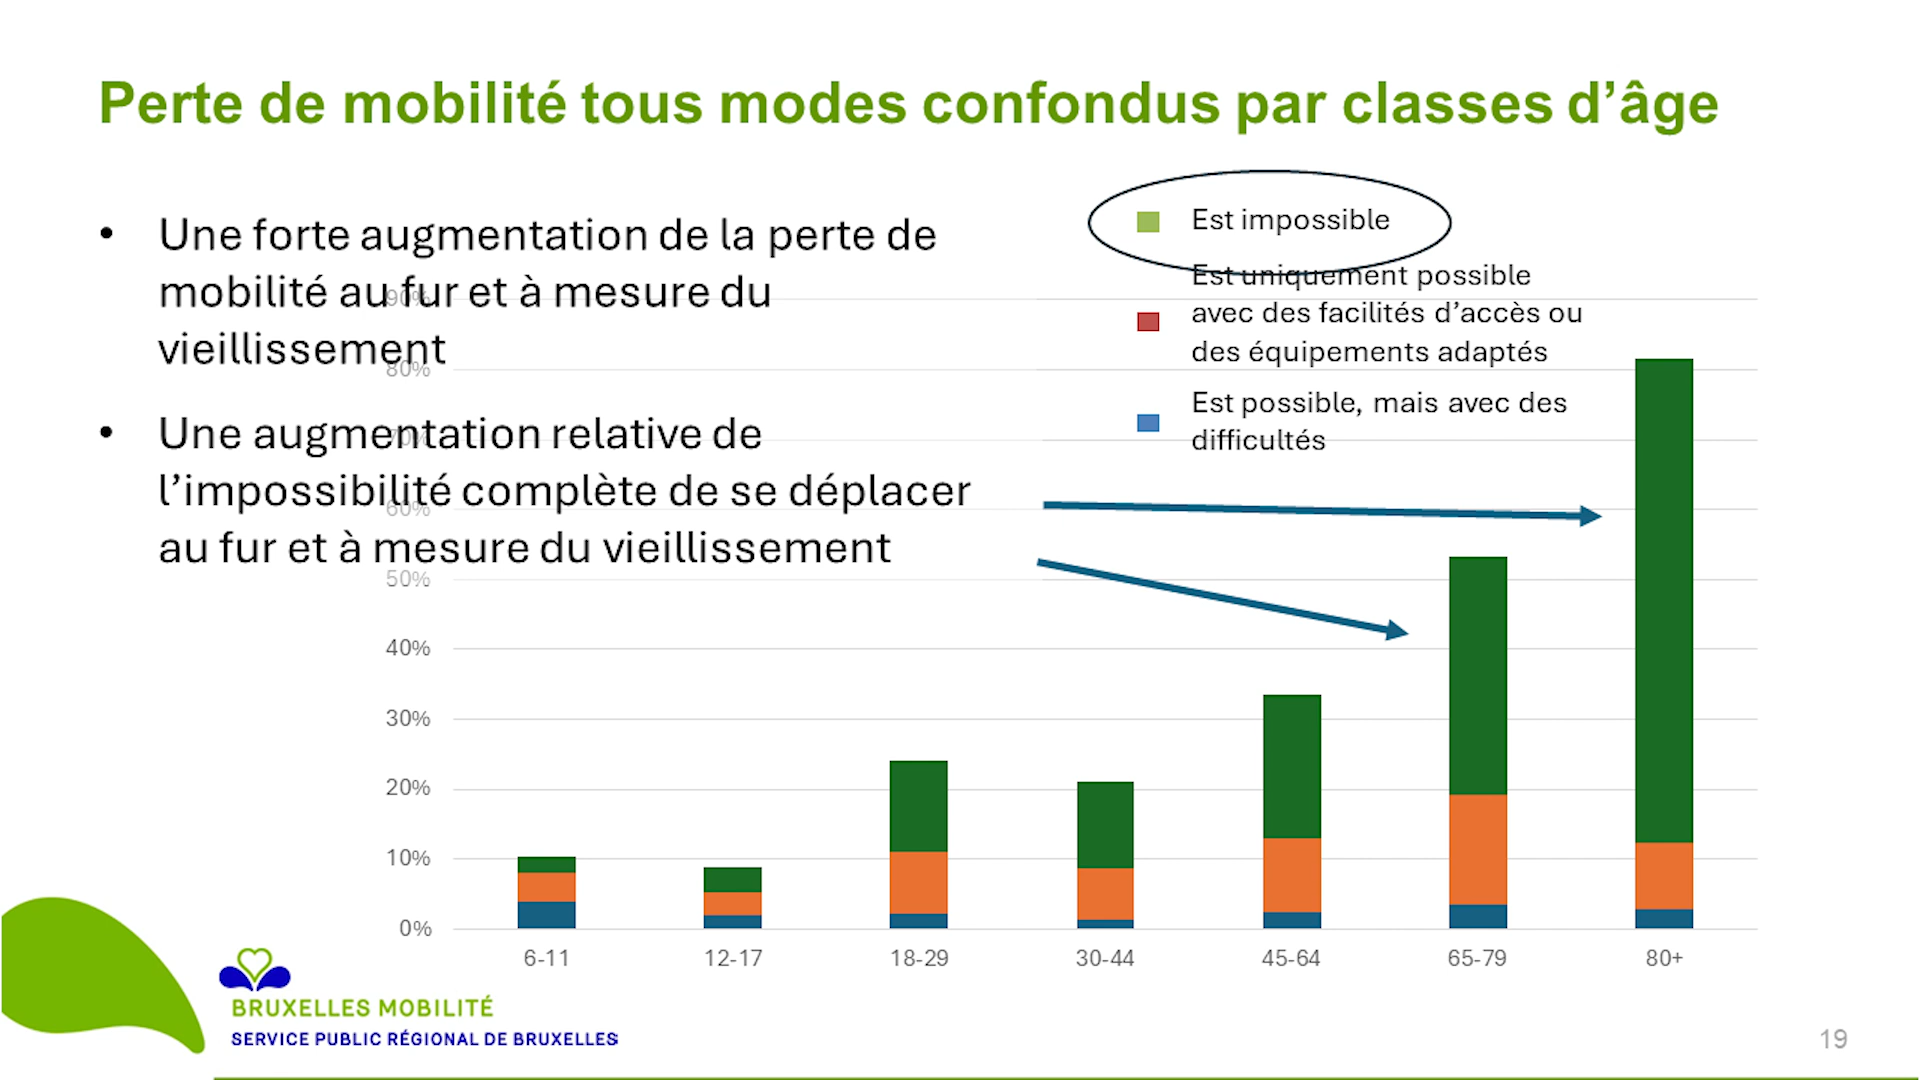 Perte de mobilité tous modes confondus par classes d’âge
• Une forte augmentation de la perte de
mobilité au fur et à mesure du
vieillissement
• Une augmentation relative de
l’impossibilité complète de se déplacer
au fur et à mesure du vieillissement
Est impossible
Est uniquement possible
avec des facilités d’accès ou
des équipements adaptés
Est possible, mais avec des
difficultés
90%
80%
70%
60%
50%
40%
30%
20%
10%
0%
6-11
12-17
18-29
30-44
45-64
65-79
80+
BRUXELLES MOBILITÉ
SERVICE PUBLIC RÉGIONAL DE BRUXELLES
19